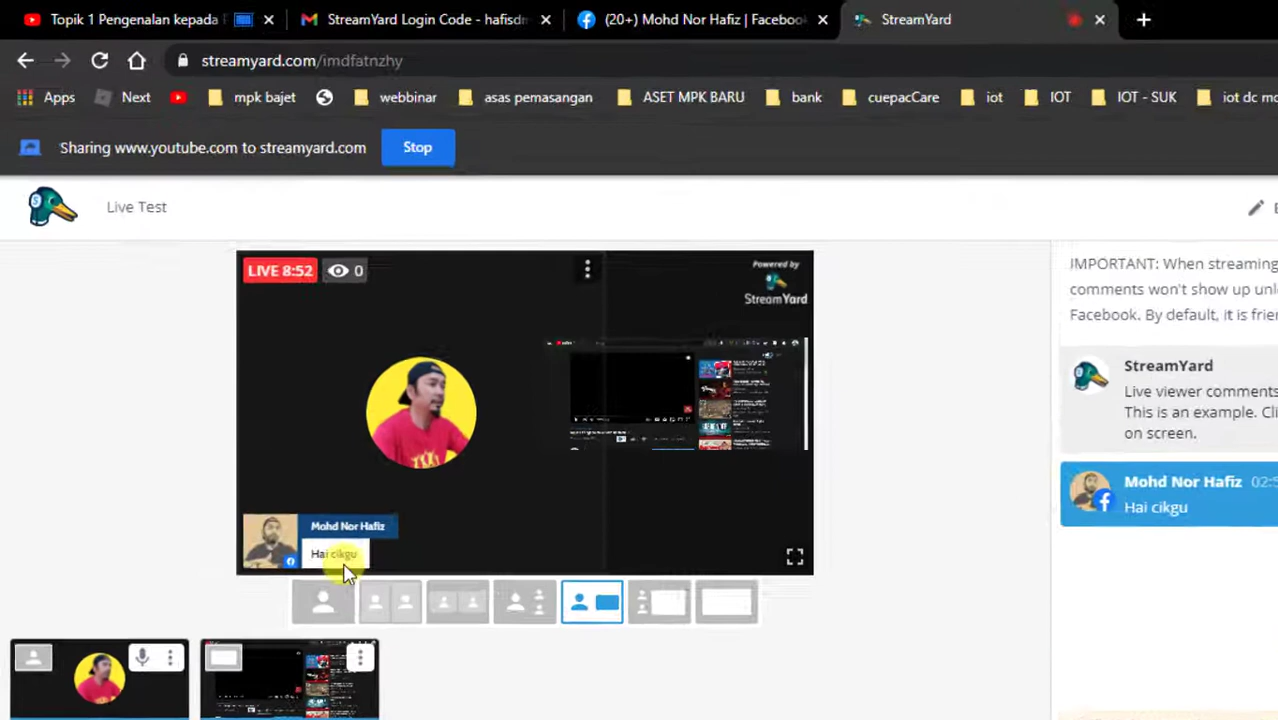 Topik 1 Pengenalan kepada
StreamYard Login Code - hafisdn
(20+) Mohd Nor Hafiz | Facebook
StreamYard
streamyard.com/imdfatnzhy
Apps
Next
mpk bajet
webbinar
asas pemasangan
ASET MPK BARU
bank
cuepacCare
iot
IOT
IOT - SUK
iot dc mo
Sharing www.youtube.com to streamyard.com
Stop
Live Test
LIVE 8:52
0
Powered by
StreamYard
Mohd Nor Hafiz
Hai cikgu
IMPORTANT: When streaming
comments won't show up unl
Facebook. By default, it is frie
StreamYard
Live viewer comments
This is an example. Cli
on screen.
Mohd Nor Hafiz
Hai cikgu